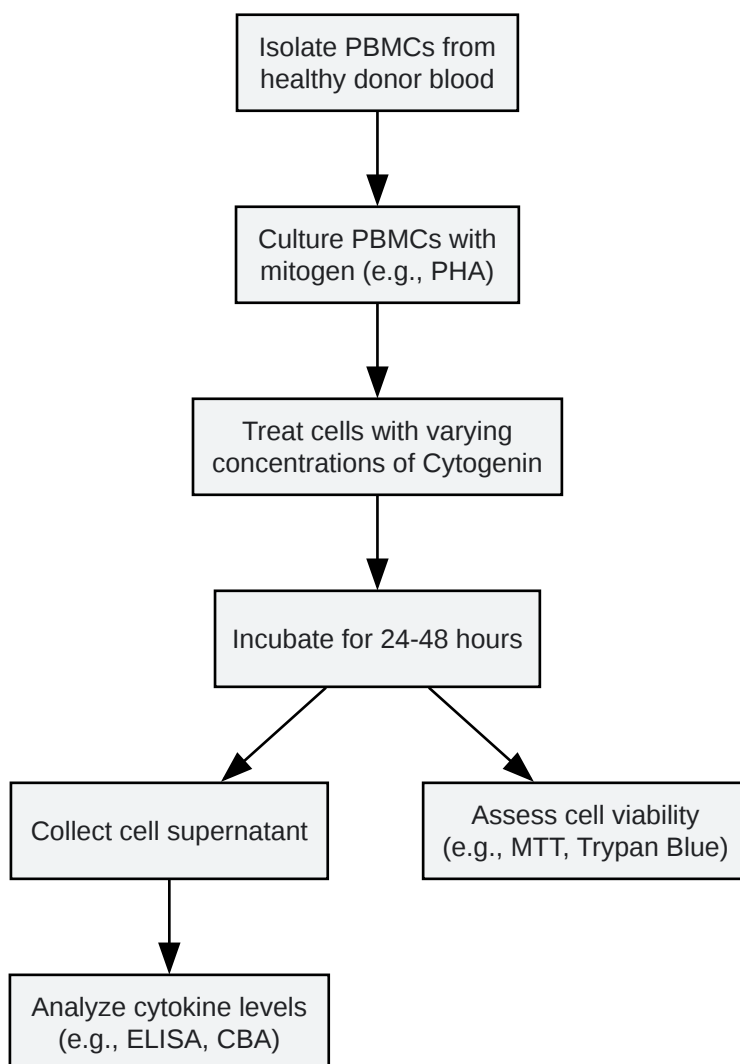 Isolate PBMCs from
healthy donor blood
Culture PBMCs with
mitogen (e.g., PHA)
Treat cells with varying
concentrations of Cytogenin
Incubate for 24-48 hours
Collect cell supernatant
Assess cell viability
(e.g., MTT, Trypan Blue)
Analyze cytokine levels
(e.g., ELISA, CBA)